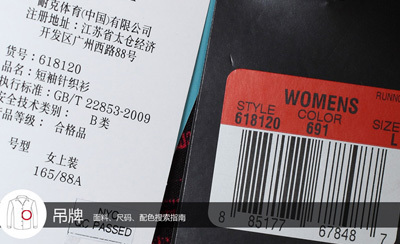 耐克体育(中国)有限公司
注册地址:江苏省太仓经济
开发区广州西路88号
货号:618120
品名:短袖针织衫
执行标准:GB/T 22853-2009
安全技术类别: B类
产品等级: 合格品
号型 女上装
165/88A
NYC
QC PASSED
RUNN
WOMENS
STYLE COLOR SIZE
618120 691 L
8 85177 67848 7
吊牌 面料、尺码、配色搜索指南